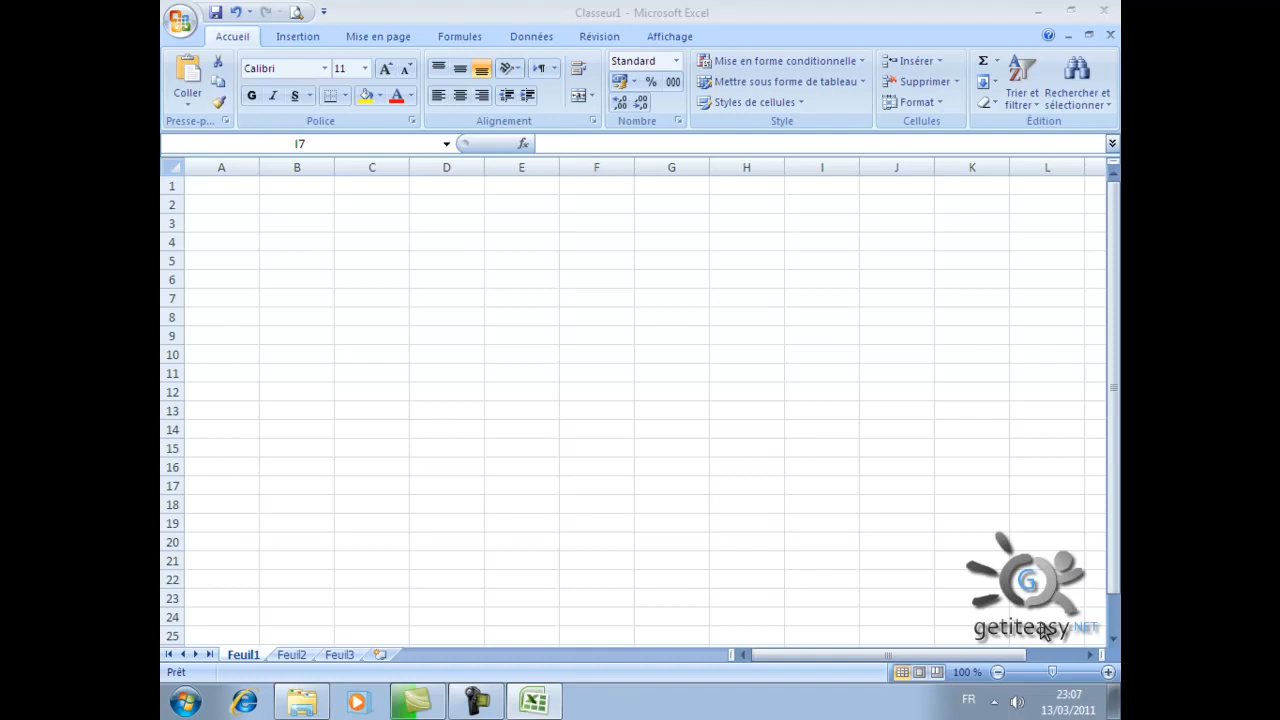 Classeur1 - Microsoft Excel
Accueil Insertion Mise en page Formules Données Révision Affichage
Coller
Presse-p...
Calibri 11
G I S
Police
Alignement
Standard
% 000
Nombre
Mise en forme conditionnelle
Mettre sous forme de tableau
Styles de cellules
Style
Insérer
Supprimer
Format
Cellules
Σ
Trier et filtrer
Rechercher et sélectionner
Édition
I7 fx
A B C D E F G H I J K L
1
2
3
4
5
6
7
8
9
10
11
12
13
14
15
16
17
18
19
20
21
22
23
24
25
G
getiteasy.NET
Feuil1 Feuil2 Feuil3
Prêt 100 %
FR 23:07
13/03/2011